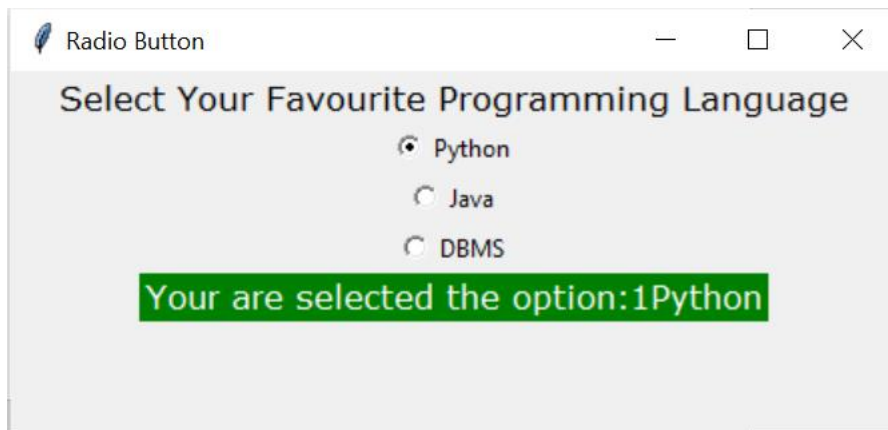 Radio Button
Select Your Favourite Programming Language
Python
Java
DBMS
Your are selected the option:1Python